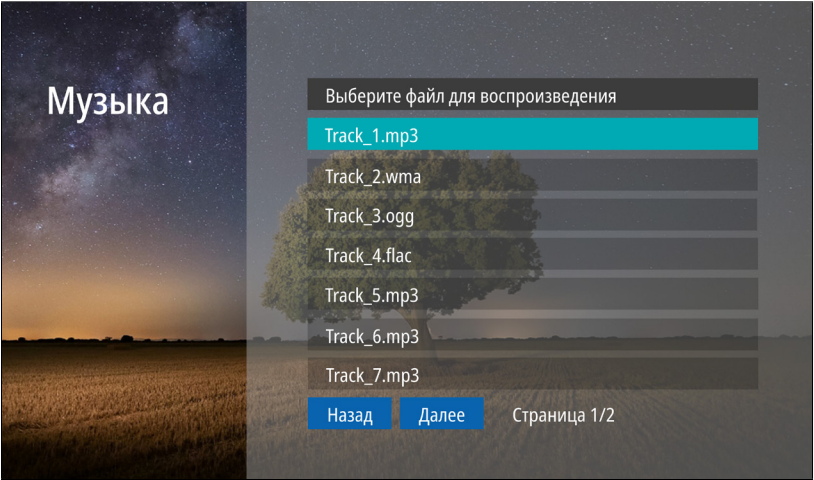 Музыка
Выберите файл для воспроизведения
Track_1.mp3
Track_2.wma
Track_3.ogg
Track_4.flac
Track_5.mp3
Track_6.mp3
Track_7.mp3
Назад Далее Страница 1/2